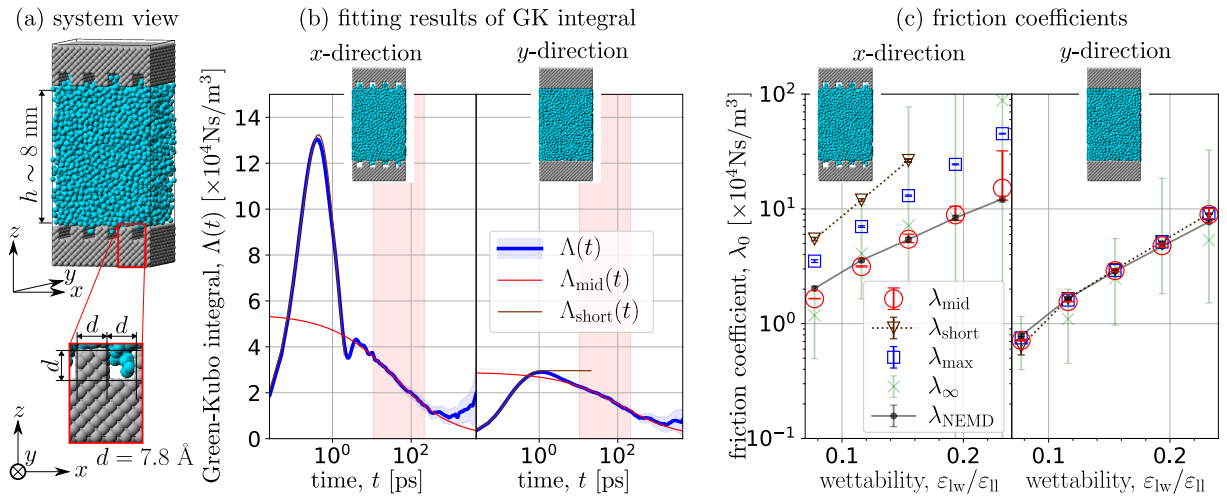 (a) system view
h ~ 8 nm
z
y
x
d
d
d
z
y
x
d = 7.8 Å
(b) fitting results of GK integral
x-direction
y-direction
Green-Kubo integral, Λ(t) [×10⁴Ns/m³]
14
12
10
8
6
4
2
0
Λ(t)
Λmid(t)
Λshort(t)
10⁰
10²
10⁰
10²
time, t [ps]
time, t [ps]
(c) friction coefficients
x-direction
y-direction
friction coefficient, λ₀ [×10⁴Ns/m³]
10²
10¹
10⁰
10⁻¹
λmid
λshort
λmax
λ∞
λNEMD
0.1
0.2
0.1
0.2
wettability, εlw/εll
wettability, εlw/εll